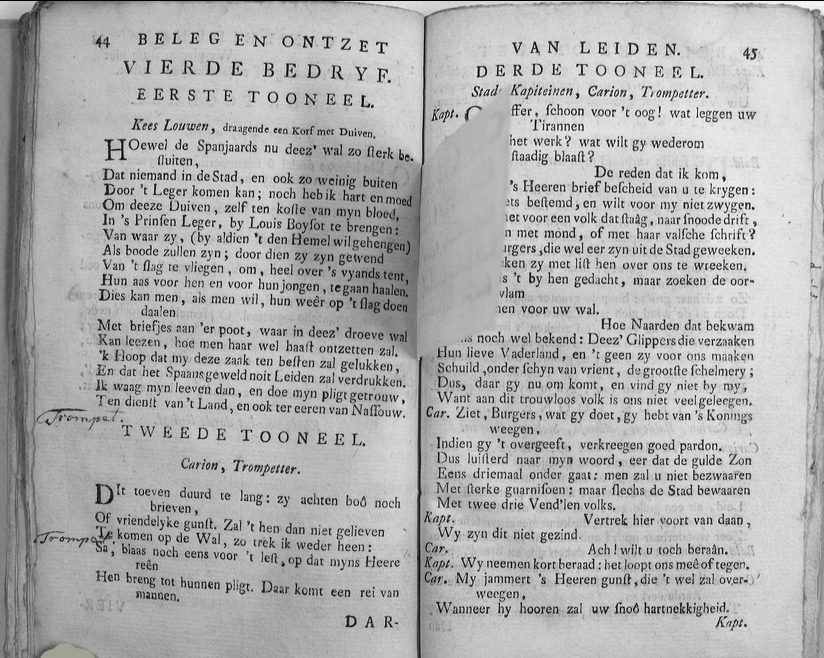 44 BELEG EN ONTZET
VIERDE BEDRYF.
EERSTE TOONEEL.
Kees Louwen, draagende een Korf met Duiven.
HOewel de Spanjaards nu deez' wal zo sterk be-
sluiten,
Dat niemand in de Stad, en ook zo weinig buiten
Door 't Leger komen kan; noch heb ik hart en moed
Om deeze Duiven, zelf ten koste van myn bloed,
In 's Prinsen Leger, by Louis Boysot te brengen:
Van waar zy, (by aldien 't den Hemel wil gehengen)
Als boode zullen zyn; door dien zy zyn gewend
Van 't slag te vliegen, om, heel over 's vyands tent,
Hun aas voor hen en voor hun jongen, te gaan haalen.
Dies kan men, als men wil, hun weêr op 't slag doen
daalen
Met briefjes aan 'er poot, waar in deez' droeve wal
Kan leezen, hoe men haar wel haast ontzetten zal.
'k Hoop dat my deze zaak ten besten zal gelukken,
En dat het Spaans geweld noit Leiden zal verdrukken.
Ik waag myn leeven dan, en doe myn pligt getrouw,
Ten dienst van 't Land, en ook ter eeren van Nassouw.
Trompet.
TWEEDE TOONEEL.
Carion, Trompetter.
DIt toeven duurd te lang: zy achten boô noch
brieven,
Of vriendelyke gunst. Zal 't hen dan niet gelieven
Te komen op de Wal, zo trek ik weder heen:
Trompet.
Sa, blaas noch eens voor 't lest, op dat myns Heere
reên
Hen breng tot hunnen pligt. Daar komt een rei van
mannen.
DAR-
VAN LEIDEN. 45
DERDE TOONEEL.
Stad Kapiteinen, Carion, Trompetter.
Kapt. ffer, schoon voor 't oog! wat leggen uw
Tirannen
het werk? wat wilt gy wederom
staadig blaast?
De reden dat ik kom,
's Heeren brief bescheid van u te krygen:
bestemd, en wilt voor my niet zwygen.
voor een volk dat staâg, naar snoode drift,
met mond, of met haar valsche schrift?
die wel eer zyn uit de Stad geweeken.
zy met list hen over ons te wreeken.
't by hen gedacht, maar zoeken de oor-
vlam
voor uw wal.
Hoe Naarden dat bekwam
noch wel bekend: Deez' Glippers die verzaaken
Hun lieve Vaderland, en 't geen zy voor ons maaken
Schuild, onder schyn van vrient, de grootste schelmery;
Dus, daar gy nu om komt, en vind gy niet by my,
Want aan dit trouwloos volk is ons niet veel geleegen.
Car. Ziet, Burgers, wat gy doet, gy hebt van 's Konings
weegen,
Indien gy 't overgeeft, verkreegen goed pardon.
Dus luisterd naar myn woord, eer dat de gulde Zon
Eens driemaal onder gaat: men zal u niet bezwaaren
Met sterke guarnisoen: maar slechs de Stad bewaaren
Met twee drie Vend'len volks.
Kapt. Vertrek hier voort van daan,
Wy zyn dit niet gezind.
Car. Ach! wilt u toch beraân.
Kapt. Wy neemen kort beraad: het loopt ons meê of tegen.
Car. My jammert 's Heeren gunst, die 't wel zal over-
weegen,
Wanneer hy hooren zal uw snoô hartnekkigheid.
Kapt.